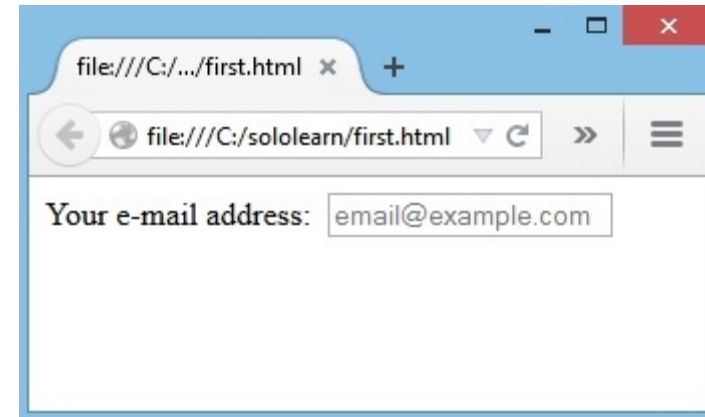 file:///C:/.../first.html
file:///C:/sololearn/first.html
Your e-mail address: email@example.com